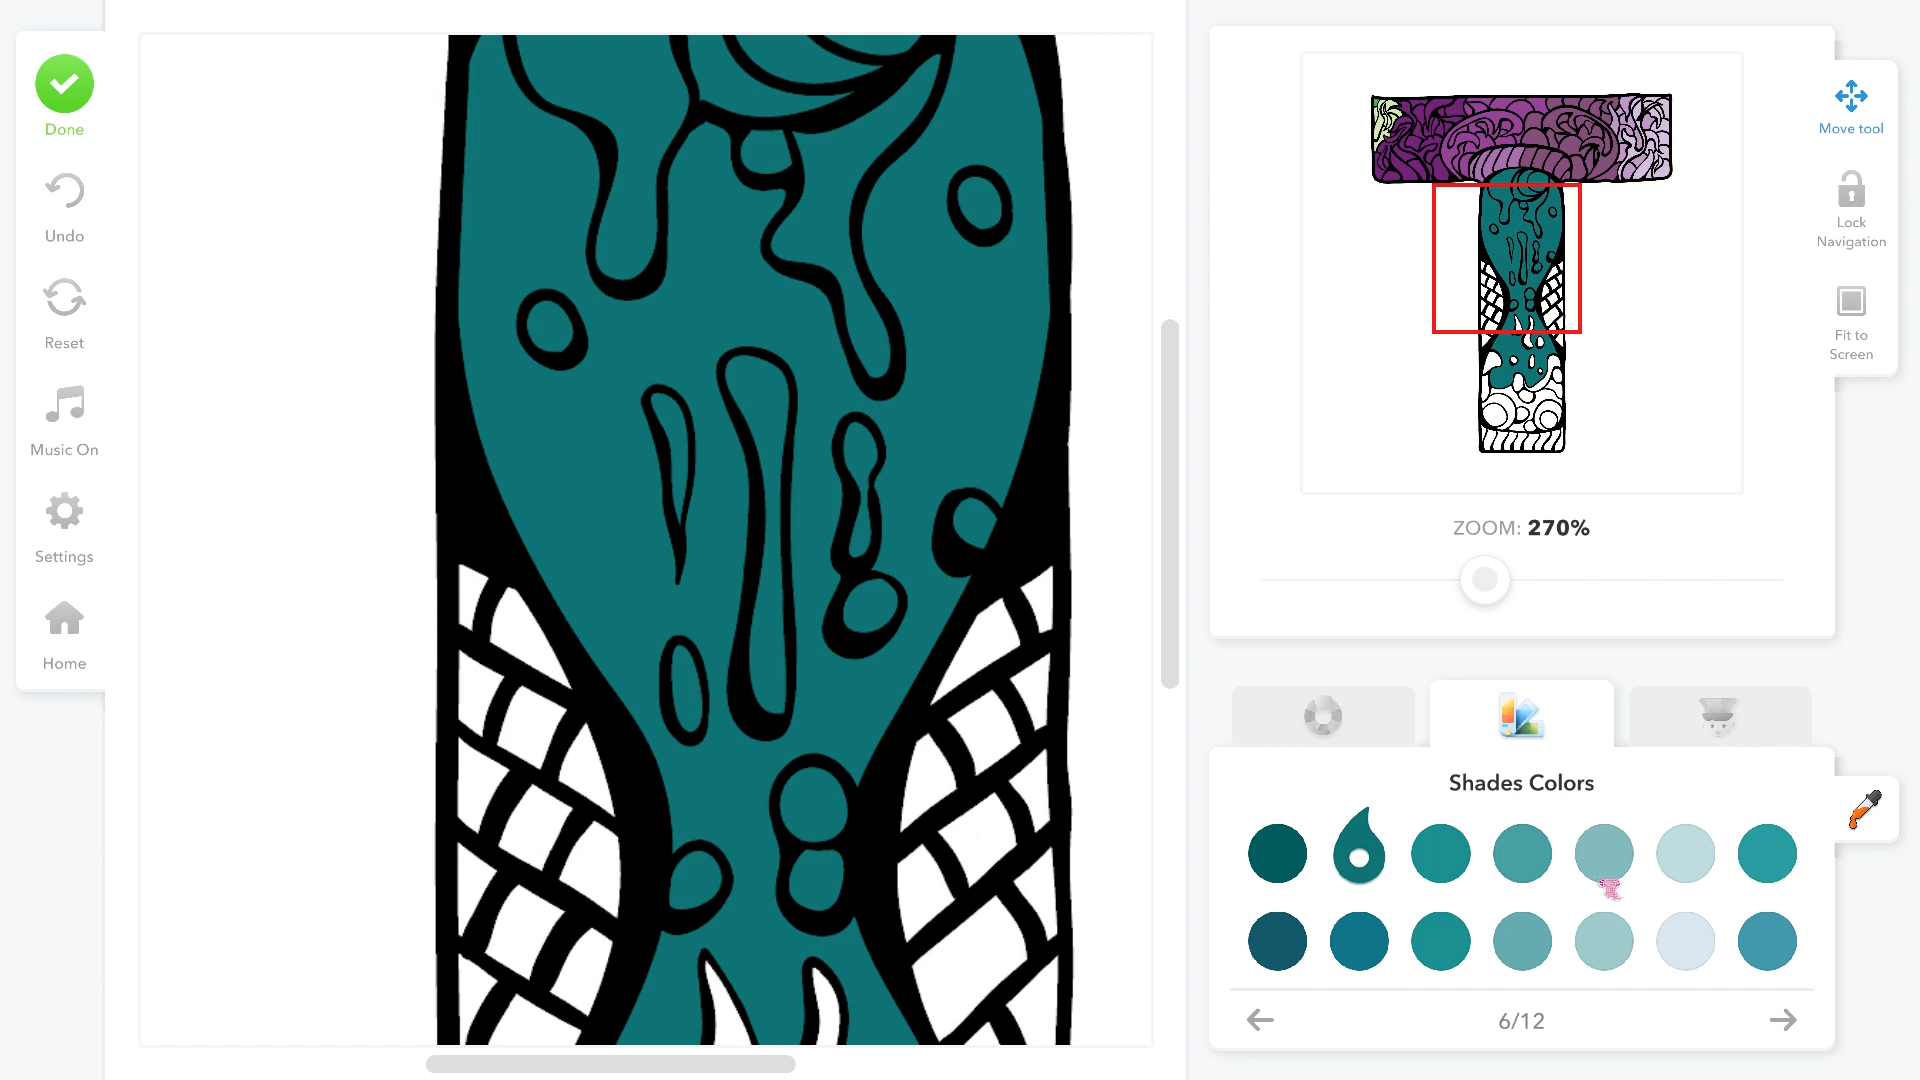 Done
Undo
Reset
Music On
Settings
Home
Move tool
Lock
Navigation
Fit to
Screen
ZOOM: 270%
Shades Colors
6/12